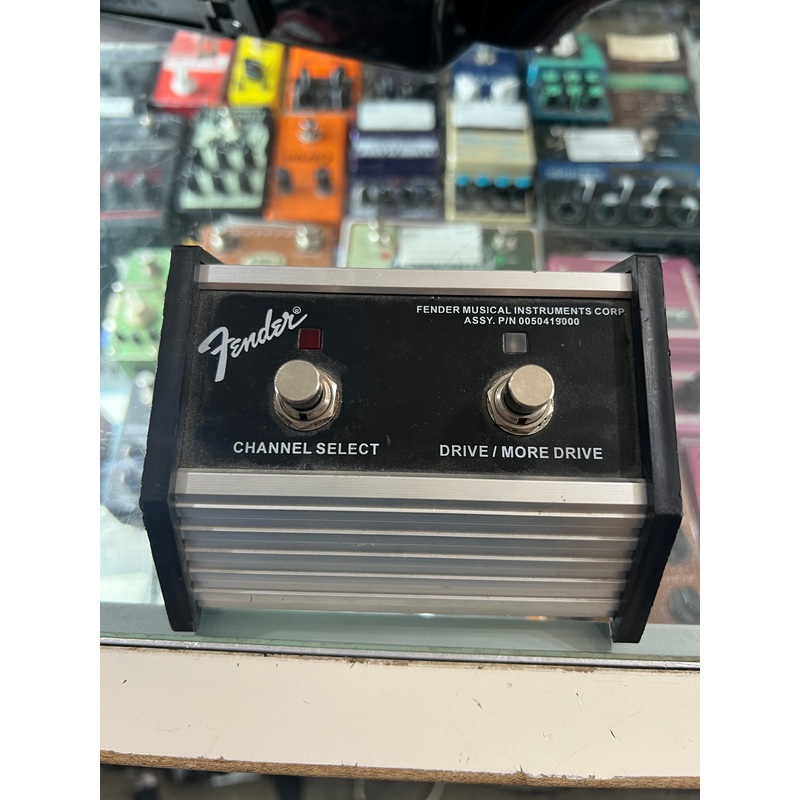 FENDER MUSICAL INSTRUMENTS CORP.
ASSY. P/N 0050419000
Fender®
CHANNEL SELECT
DRIVE / MORE DRIVE